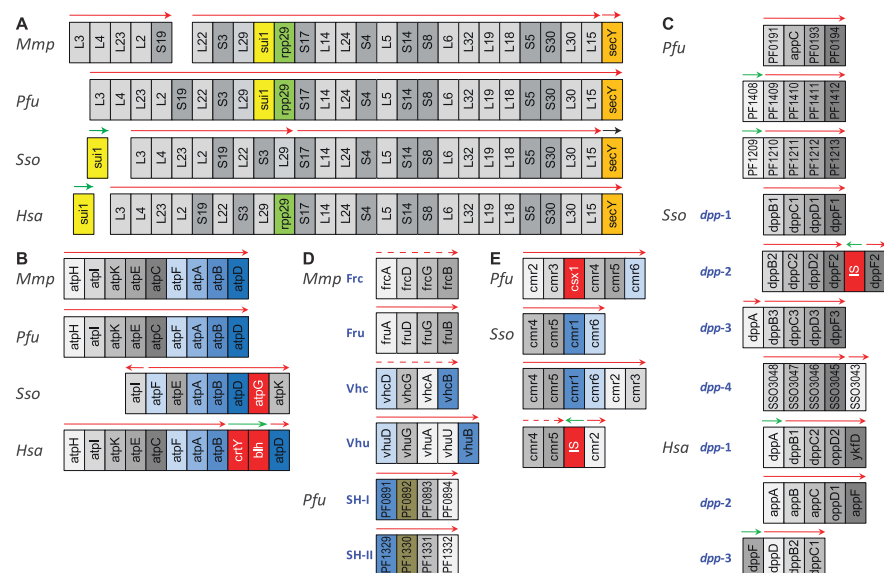 A
Mmp L3 L4 L23 L2 S19 L22 S3 L29 sui1 rpp29 S17 L14 L24 S4 L5 S14 S8 L6 L32 L19 L18 S5 S30 L30 L15 secY
Pfu L3 L4 L23 L2 S19 L22 S3 L29 sui1 rpp29 S17 L14 L24 S4 L5 S14 S8 L6 L32 L19 L18 S5 S30 L30 L15 secY
Sso sui1 L3 L4 L23 L2 S19 L22 S3 L29 S17 L14 L24 S4 L5 S14 S8 L6 L32 L19 L18 S5 S30 L30 L15 secY
Hsa sui1 L3 L4 L23 L2 S19 L22 S3 L29 rpp29 S17 L14 L24 S4 L5 S14 S8 L6 L32 L19 L18 S5 S30 L30 L15 secY
B
Mmp atpH atpI atpK atpE atpC atpF atpA atpB atpD
Pfu atpH atpI atpK atpE atpC atpF atpA atpB atpD
Sso atpI atpF atpE atpA atpB atpD atpG atpK
Hsa atpH atpI atpK atpE atpC atpF atpA atpB crtY blh atpD
D
Mmp Frc frcA frcD frcG frcB
Fru fruA fruD fruG fruB
Vhc vhcD vhcG vhcA vhcB
Vhu vhuD vhuG vhuA vhuU vhuB
Pfu SH-I PF0891 PF0892 PF0893 PF0894
SH-II PF1329 PF1330 PF1331 PF1332
E
Pfu cmr2 cmr3 csx1 cmr4 cmr5 cmr6
Sso cmr4 cmr5 cmr1 cmr6
cmr4 cmr5 cmr1 cmr6 cmr2 cmr3
cmr4 cmr5 IS cmr2
C
Pfu PF0191 appC PF0193 PF0194
PF1408 PF1409 PF1410 PF1411 PF1412
PF1209 PF1210 PF1211 PF1212 PF1213
Sso dpp-1 dppB1 dppC1 dppD1 dppF1
dpp-2 dppB2 dppC2 dppD2 dppF2 IS dppF2
dpp-3 dppA dppB3 dppC3 dppD3 dppF3
dpp-4 SSO3048 SSO3047 SSO3046 SSO3045 SSO3043
Hsa dpp-1 dppA dppB1 dppC2 oppD2 ykfD
dpp-2 appA appB appC oppD1 appF
dpp-3 dppF dppD dppB2 dppC1